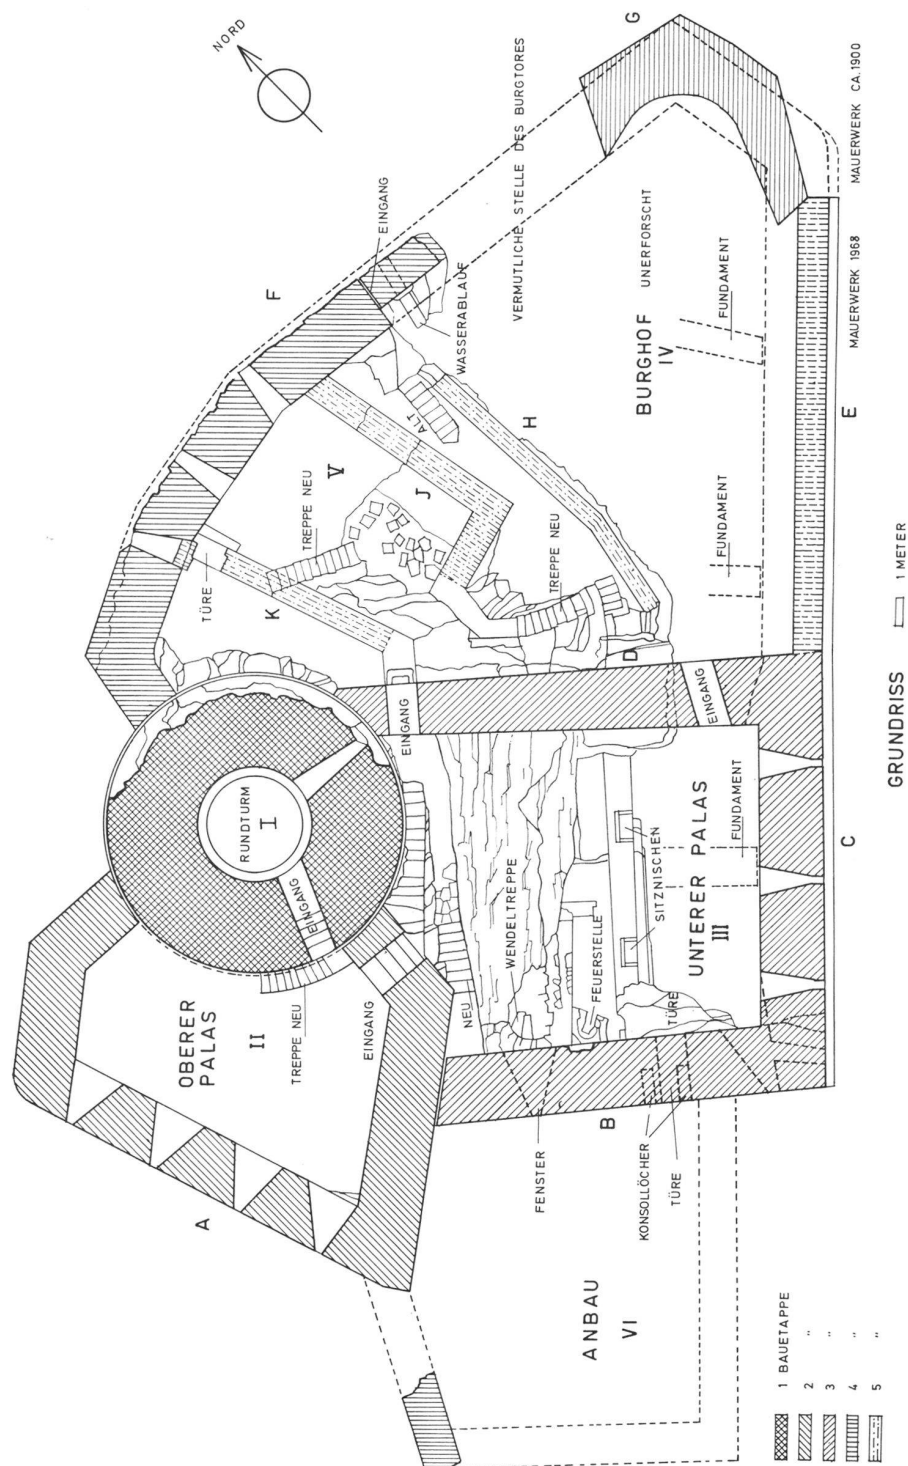 NORD
F
EINGANG
WASSERABLAUF
VERMUTLICHE STELLE DES BURGTORES
G
ALT
H
J
V
TREPPE NEU
TÜRE
K
TREPPE NEU
D
BURGHOF UNERFORSCHT
IV
FUNDAMENT
FUNDAMENT
MAUERWERK 1968
MAUERWERK CA.1900
E
EINGANG
EINGANG
RUNDTURM
I
EINGANG
OBERER
PALAS
II
TREPPE NEU
EINGANG
NEU
A
WENDELTREPPE
FEUERSTELLE
SITZNISCHEN
UNTERER PALAS
III
FUNDAMENT
TÜRE
C
B
FENSTER
KONSOLLÖCHER
TÜRE
ANBAU
VI
1 BAUETAPPE
2 "
3 "
4 "
5 "
GRUNDRISS
1 METER